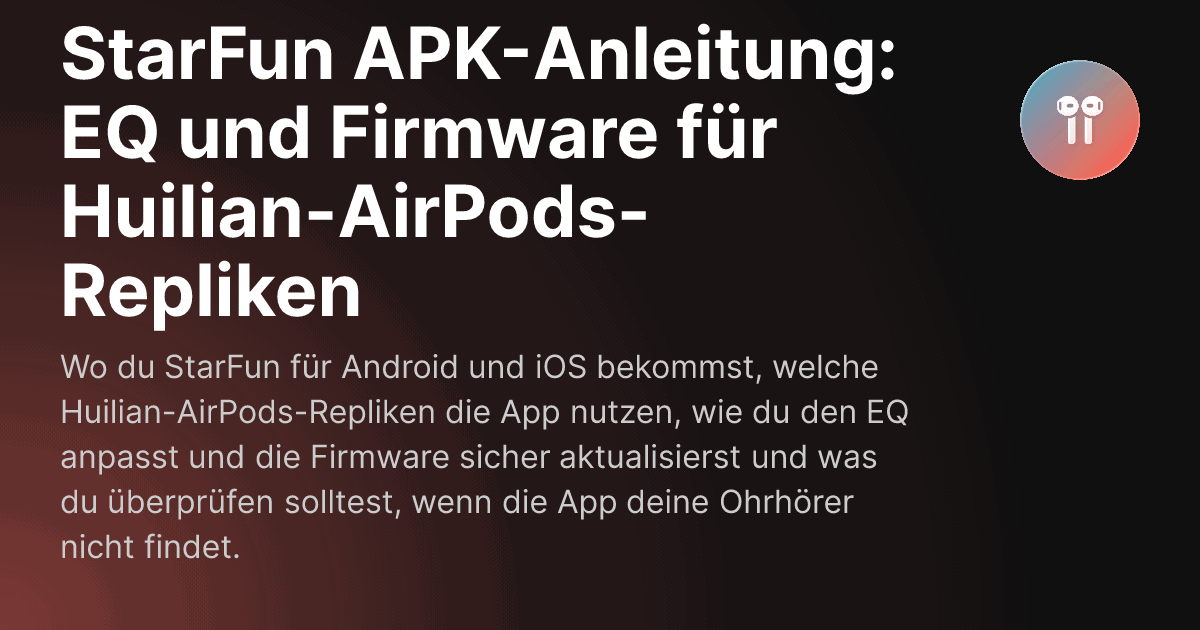 StarFun APK-Anleitung:
EQ und Firmware für
Huilian-AirPods-
Repliken
Wo du StarFun für Android und iOS bekommst, welche
Huilian-AirPods-Repliken die App nutzen, wie du den EQ
anpasst und die Firmware sicher aktualisierst und was
du überprüfen solltest, wenn die App deine Ohrhörer
nicht findet.